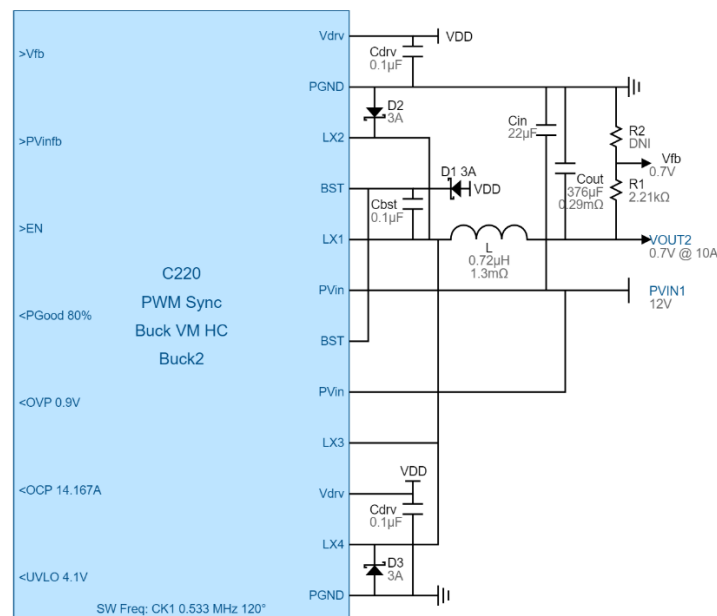 Vdrv
VDD
Cdrv
0.1µF
>Vfb
PGND
D2
3A
Cin
22µF
R2
DNI
>PVinfb
LX2
Vfb
0.7V
D1 3A
VDD
Cout
376µF
0.29mΩ
R1
2.21kΩ
BST
Cbst
0.1µF
>EN
LX1
L
0.72µH
1.3mΩ
VOUT2
0.7V @ 10A
C220
PWM Sync
Buck VM HC
Buck2
PVin
PVIN1
12V
<PGood 80%
BST
PVin
<OVP 0.9V
LX3
VDD
<OCP 14.167A
Vdrv
Cdrv
0.1µF
LX4
D3
3A
<UVLO 4.1V
PGND
SW Freq: CK1 0.533 MHz 120°